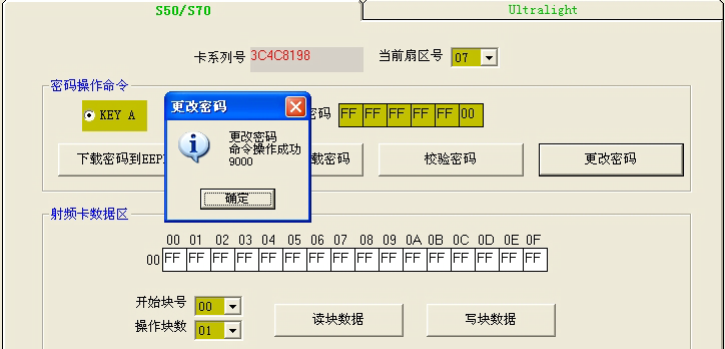 S50/S70
Ultralight
卡系列号 3C4C8198 当前扇区号 07
密码操作命令
KEY A
密码 FF FF FF FF FF 00
更改密码
更改密码
命令操作成功
9000
确定
下载密码到EEP
载密码
校验密码
更改密码
射频卡数据区
00 01 02 03 04 05 06 07 08 09 0A 0B 0C 0D 0E 0F
00 FF FF FF FF FF FF FF FF FF FF FF FF FF FF FF FF
开始块号 00
操作块数 01
读块数据
写块数据